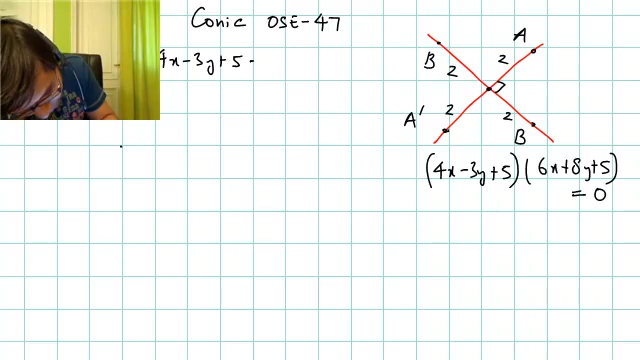 Conic OSE-47
4x-3y+5 -
A
2
B
2
2
A'
2
B
(4x-3y+5)(6x+8y+5)
= 0